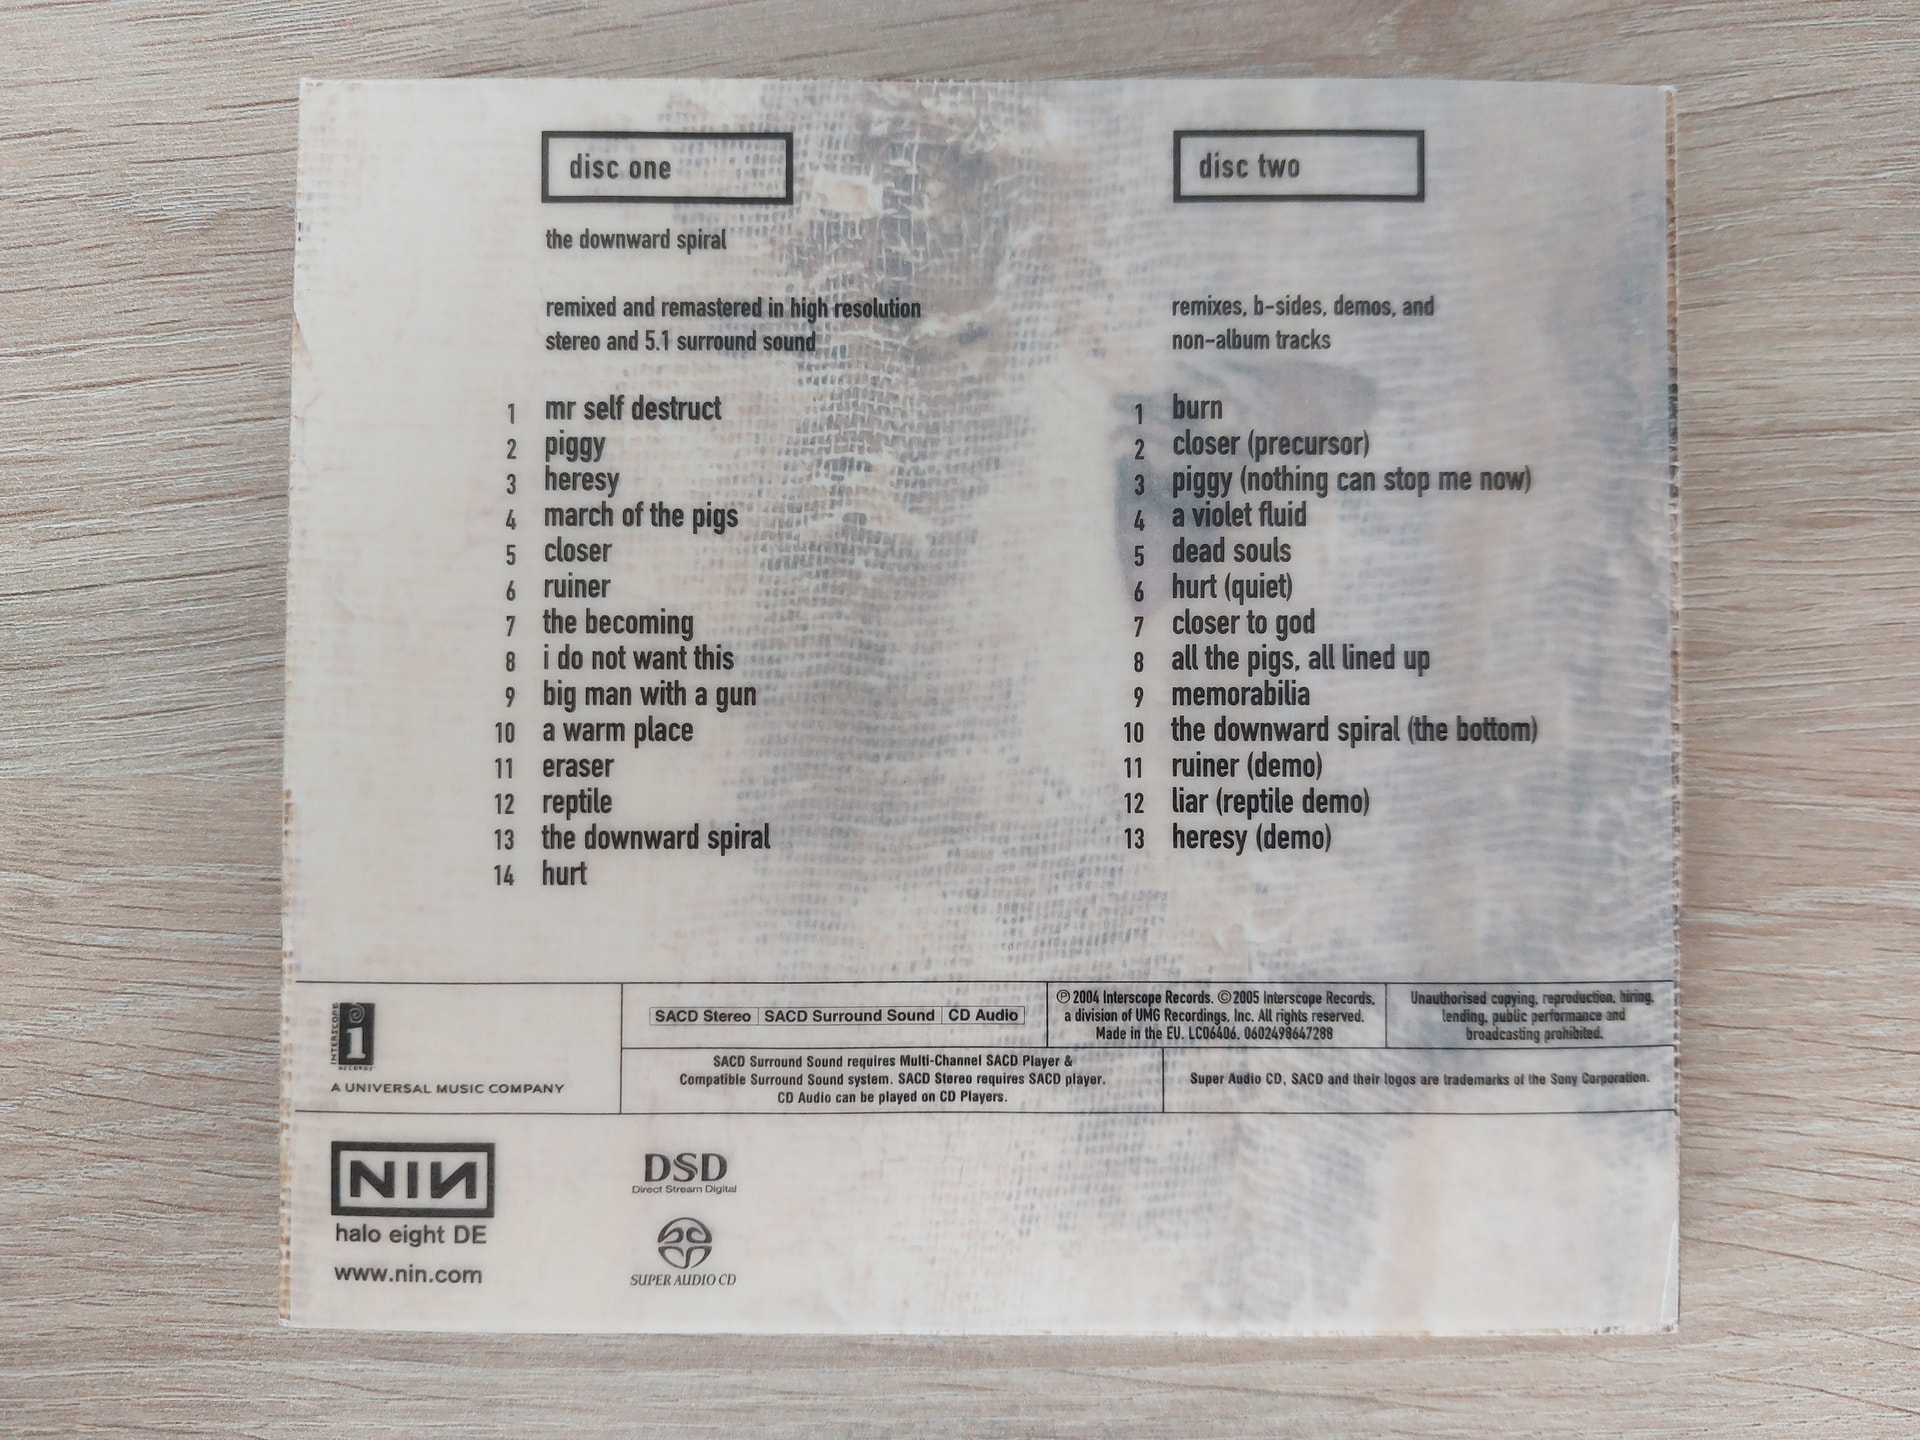 disc one
the downward spiral
remixed and remastered in high resolution
stereo and 5.1 surround sound
1 mr self destruct
2 piggy
3 heresy
4 march of the pigs
5 closer
6 ruiner
7 the becoming
8 i do not want this
9 big man with a gun
10 a warm place
11 eraser
12 reptile
13 the downward spiral
14 hurt
disc two
remixes, b-sides, demos, and
non-album tracks
1 burn
2 closer (precursor)
3 piggy (nothing can stop me now)
4 a violet fluid
5 dead souls
6 hurt (quiet)
7 closer to god
8 all the pigs, all lined up
9 memorabilia
10 the downward spiral (the bottom)
11 ruiner (demo)
12 liar (reptile demo)
13 heresy (demo)
INTERSCOPE
RECORDS
A UNIVERSAL MUSIC COMPANY
SACD Stereo SACD Surround Sound CD Audio
℗ 2004 Interscope Records. © 2005 Interscope Records,
a division of UMG Recordings, Inc. All rights reserved.
Made in the EU. LC06406. 0602498647288
Unauthorised copying, reproduction, hiring,
lending, public performance and
broadcasting prohibited.
SACD Surround Sound requires Multi-Channel SACD Player &
Compatible Surround Sound system. SACD Stereo requires SACD player.
CD Audio can be played on CD Players.
Super Audio CD, SACD and their logos are trademarks of the Sony Corporation.
NIИ
halo eight DE
www.nin.com
DSD
Direct Stream Digital
SUPER AUDIO CD